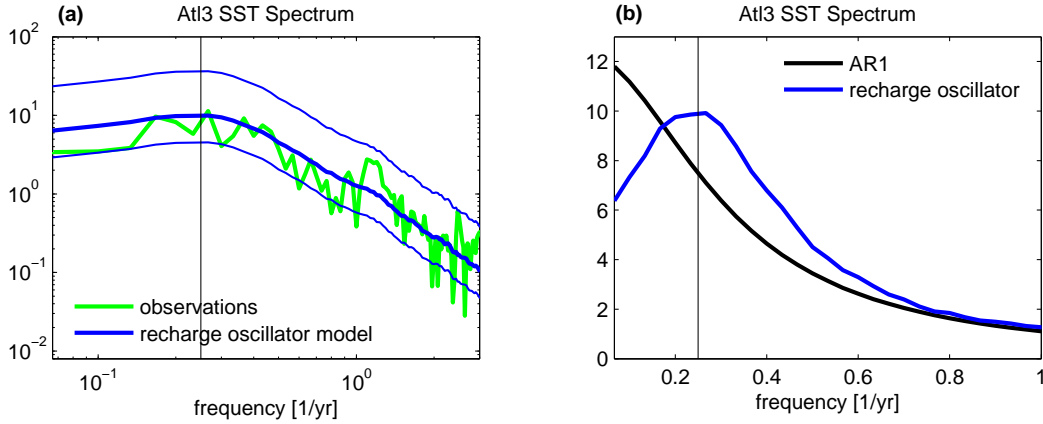 (a)
Atl3 SST Spectrum
10^2
10^1
10^0
10^−1
10^−2
observations
recharge oscillator model
10^−1
10^0
frequency [1/yr]
(b)
Atl3 SST Spectrum
12
10
8
6
4
2
0
AR1
recharge oscillator
0.2
0.4
0.6
0.8
1
frequency [1/yr]